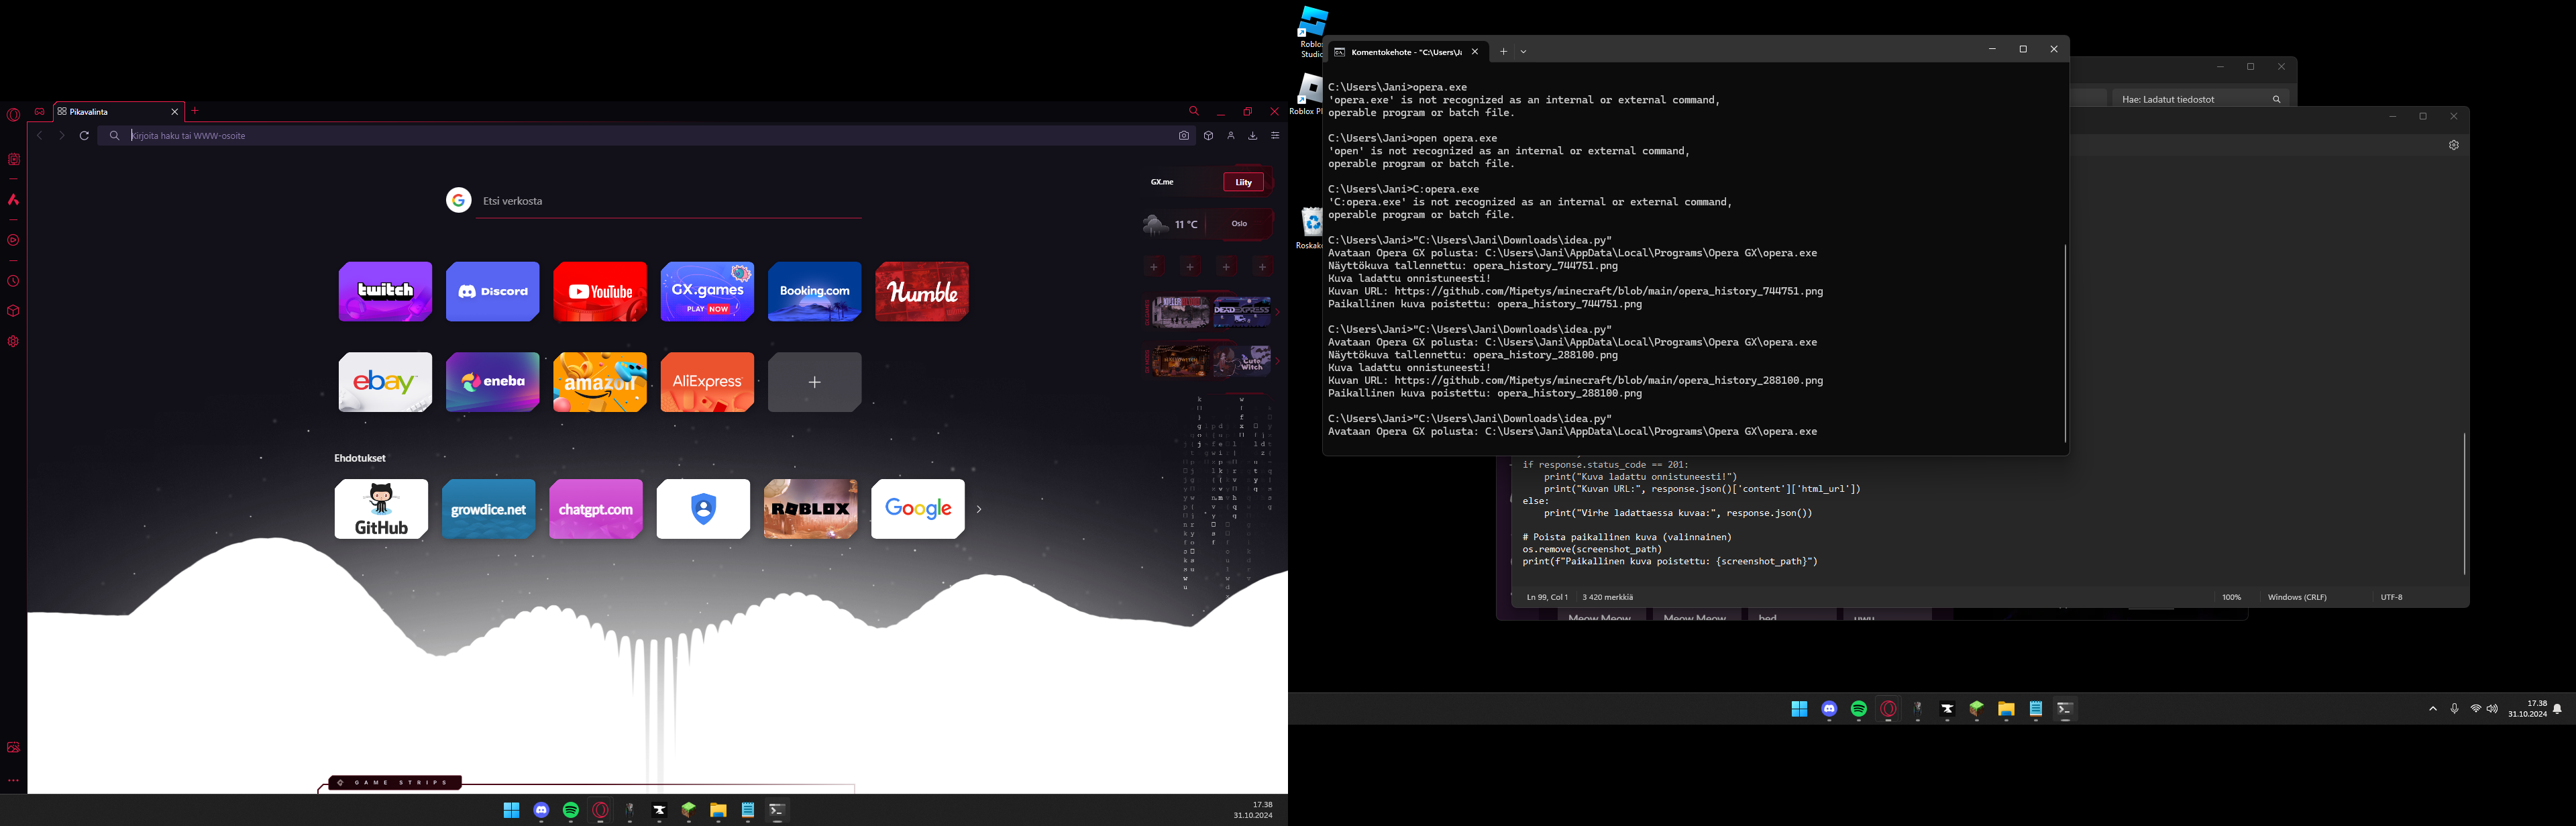 Pikavalinta
Kirjoita haku tai WWW-osoite
Etsi verkosta
GX.me
Liity
11 °C
Oslo
twitch
Discord
YouTube
GX.games
PLAY NOW
Booking.com
Humble
ebay
eneba
amazon
AliExpress
DEAD EXPRESS
Cute
Witch
Ehdotukset
GitHub
growdice.net
chatgpt.com
ROBLOX
Google
GAME STRIPS
17.38
31.10.2024
Roblox
Studio
Roblox Pl
Roskako
Komentokehote - "C:\Users\Ja
C:\Users\Jani>opera.exe
'opera.exe' is not recognized as an internal or external command,
operable program or batch file.
C:\Users\Jani>open opera.exe
'open' is not recognized as an internal or external command,
operable program or batch file.
C:\Users\Jani>C:opera.exe
'C:opera.exe' is not recognized as an internal or external command,
operable program or batch file.
C:\Users\Jani>"C:\Users\Jani\Downloads\idea.py"
Avataan Opera GX polusta: C:\Users\Jani\AppData\Local\Programs\Opera GX\opera.exe
Näyttökuva tallennettu: opera_history_744751.png
Kuva ladattu onnistuneesti!
Kuvan URL: https://github.com/Mipetys/minecraft/blob/main/opera_history_744751.png
Paikallinen kuva poistettu: opera_history_744751.png
C:\Users\Jani>"C:\Users\Jani\Downloads\idea.py"
Avataan Opera GX polusta: C:\Users\Jani\AppData\Local\Programs\Opera GX\opera.exe
Näyttökuva tallennettu: opera_history_288100.png
Kuva ladattu onnistuneesti!
Kuvan URL: https://github.com/Mipetys/minecraft/blob/main/opera_history_288100.png
Paikallinen kuva poistettu: opera_history_288100.png
C:\Users\Jani>"C:\Users\Jani\Downloads\idea.py"
Avataan Opera GX polusta: C:\Users\Jani\AppData\Local\Programs\Opera GX\opera.exe
Hae: Ladatut tiedostot
if response.status_code == 201:
print("Kuva ladattu onnistuneesti!")
print("Kuvan URL:", response.json()['content']['html_url'])
else:
print("Virhe ladattaessa kuvaa:", response.json())
# Poista paikallinen kuva (valinnainen)
os.remove(screenshot_path)
print(f"Paikallinen kuva poistettu: {screenshot_path}")
Ln 99, Col 1
3 420 merkkiä
100%
Windows (CRLF)
UTF-8
Meow Meow
Meow Meow
bed
uwu
17.38
31.10.2024